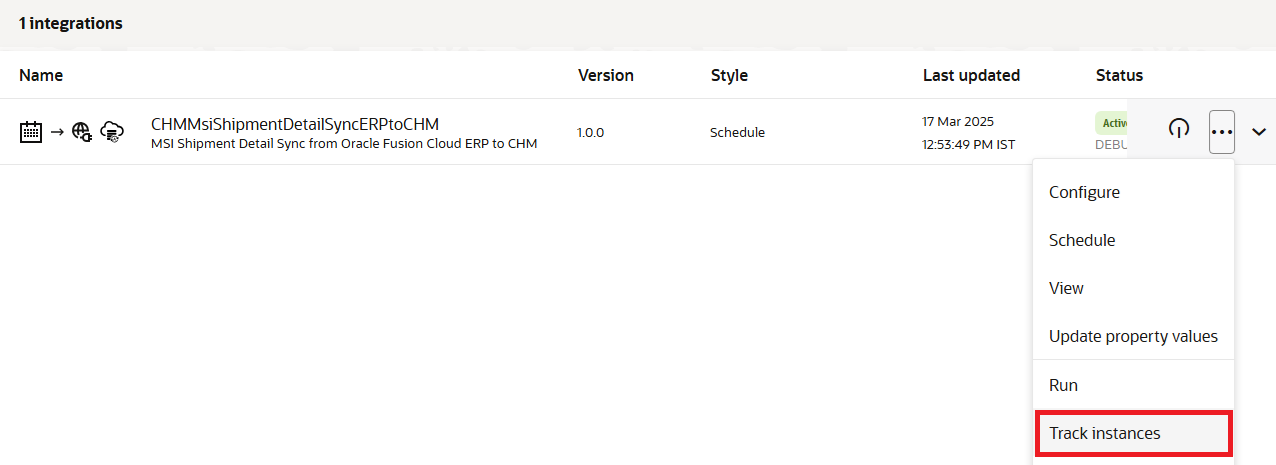 1 integrations
Name Version Style Last updated Status
CHMMsiShipmentDetailSyncERPtoCHM
MSI Shipment Detail Sync from Oracle Fusion Cloud ERP to CHM
1.0.0
Schedule
17 Mar 2025
12:53:49 PM IST
Active
DEBU
Configure
Schedule
View
Update property values
Run
Track instances